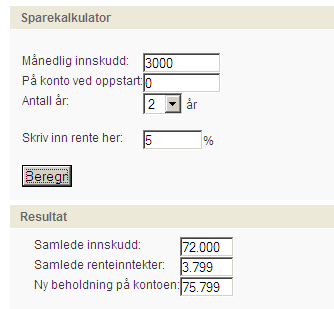 Sparekalkulator
Månedlig innskudd: 3000
På konto ved oppstart: 0
Antall år: 2 år
Skriv inn rente her: 5 %
Beregn
Resultat
Samlede innskudd: 72.000
Samlede renteinntekter: 3.799
Ny beholdning på kontoen: 75.799